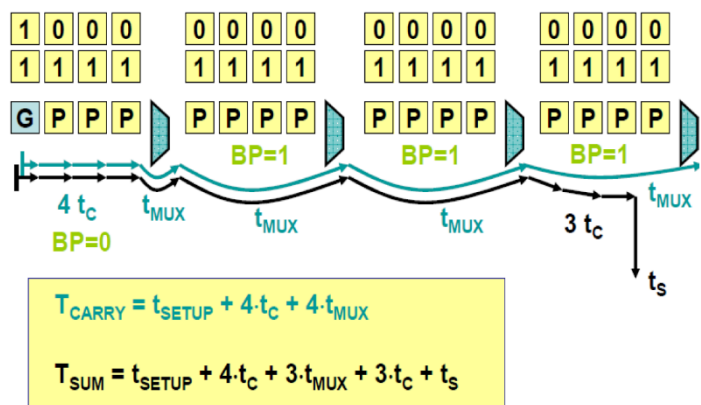 1 0 0 0 0 0 0 0 0 0 0 0 0 0 0 0
1 1 1 1 1 1 1 1 1 1 1 1 1 1 1 1
G P P P P P P P P P P P P P P P
BP=1 BP=1 BP=1
4 tC tMUX tMUX tMUX 3 tC tMUX
BP=0
tS
TCARRY = tSETUP + 4·tC + 4·tMUX
TSUM = tSETUP + 4·tC + 3·tMUX + 3·tC + tS